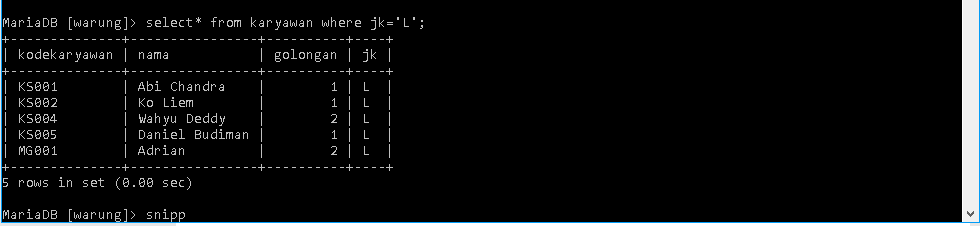 MariaDB [warung]> select* from karyawan where jk='L';
+--------------+----------------+----------+----+
| kodekaryawan | nama           | golongan | jk |
+--------------+----------------+----------+----+
| KS001        | Abi Chandra    |        1 | L  |
| KS002        | Ko Liem        |        1 | L  |
| KS004        | Wahyu Deddy    |        2 | L  |
| KS005        | Daniel Budiman |        1 | L  |
| MG001        | Adrian         |        2 | L  |
+--------------+----------------+----------+----+
5 rows in set (0.00 sec)
MariaDB [warung]> snipp